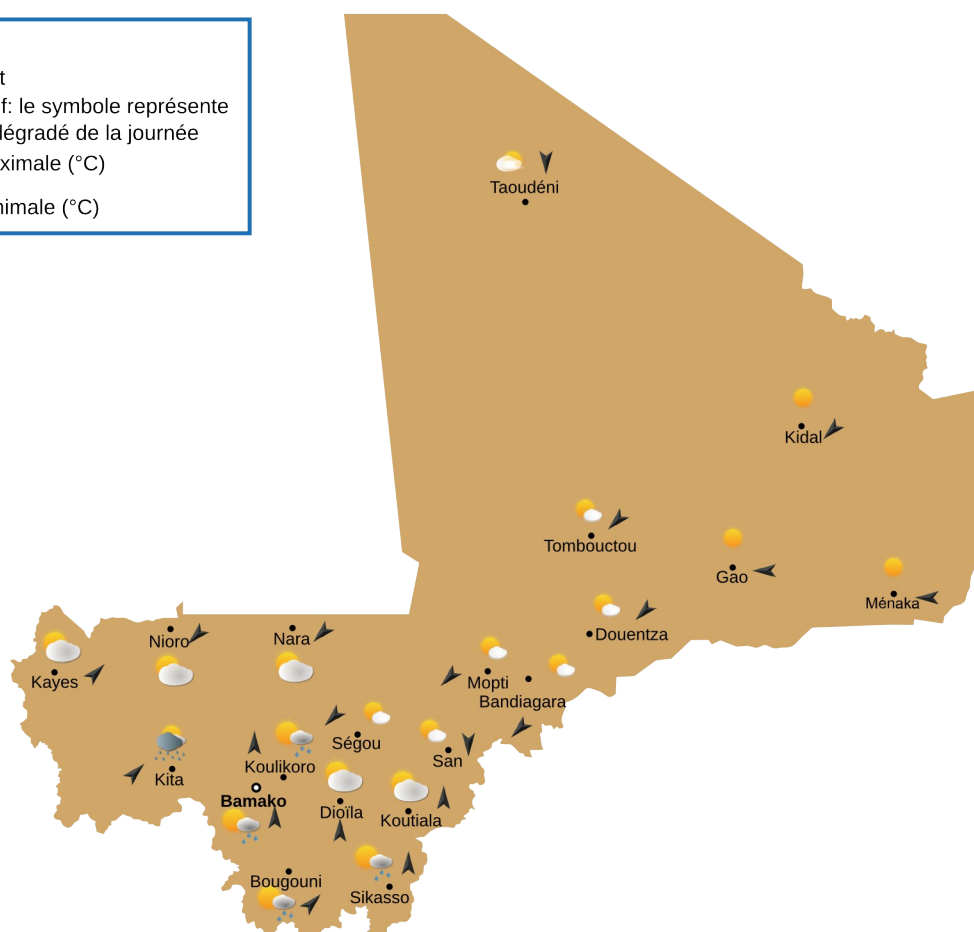 t
f: le symbole représente
dégradé de la journée
ximale (°C)
nimale (°C)
Taoudéni
Kidal
Tombouctou
Gao
Ménaka
Douentza
Nioro
Nara
Kayes
Mopti
Bandiagara
Ségou
San
Koulikoro
Kita
Bamako
Dioïla
Koutiala
Bougouni
Sikasso